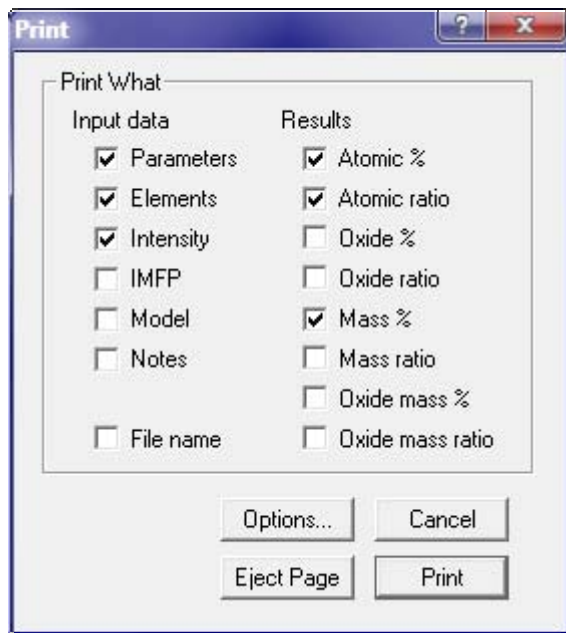 Print
Print What
Input data Results
Parameters Atomic %
Elements Atomic ratio
Intensity Oxide %
IMFP Oxide ratio
Model Mass %
Notes Mass ratio
Oxide mass %
File name Oxide mass ratio
Options... Cancel
Eject Page Print